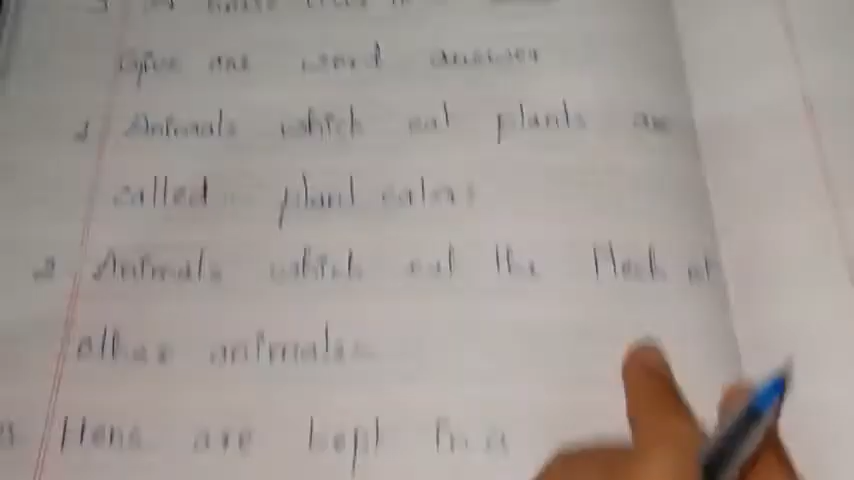 Give one word answer
1 Animals which eat plants are
called plant eaters
2 Animals which eat the flesh of
other animals
3 Hens are kept in a